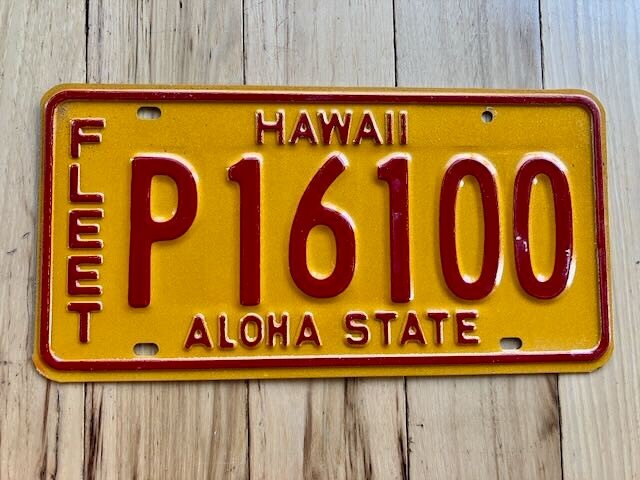 HAWAII
FLEET
P16100
ALOHA STATE